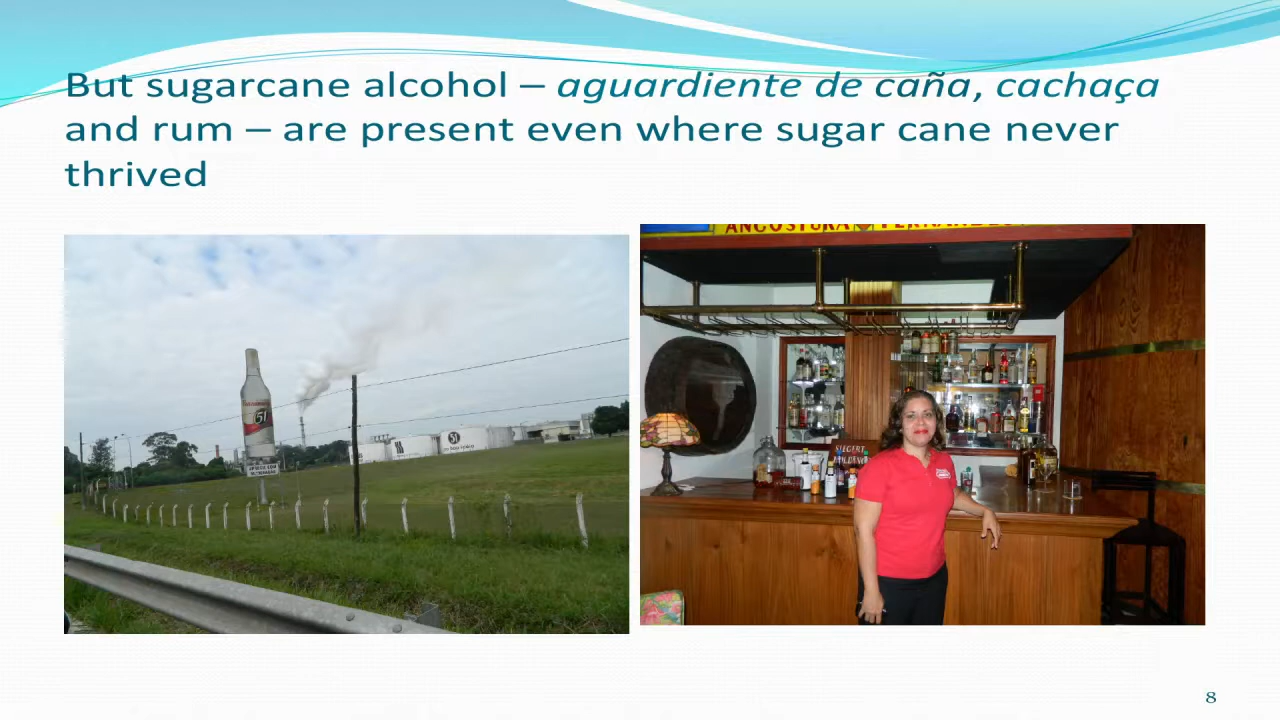 But sugarcane alcohol – aguardiente de caña, cachaça
and rum – are present even where sugar cane never
thrived
51
51
ANGOSTURA
SIEGERT
8